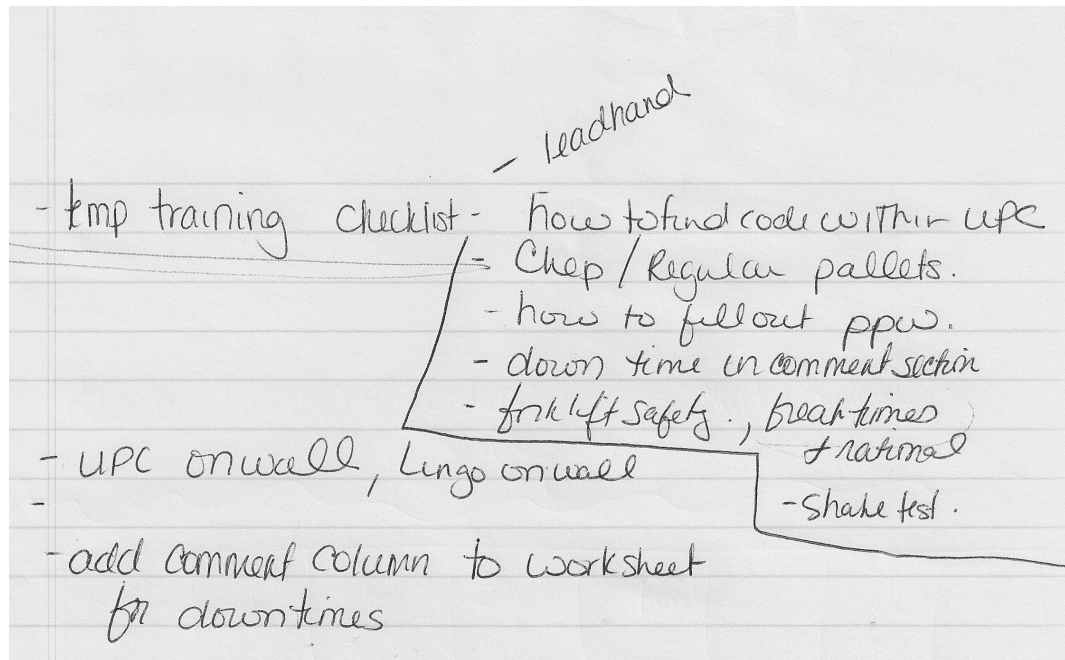 - leadhand
- temp training checklist - how to find code within UPC
- Chep / Regular pallets.
- how to fill out ppw.
- down time in comment section
- forklift safety., break times
+ rational
- UPC on wall, Lingo on wall
- shake test.
-
- add comment column to worksheet
for downtimes